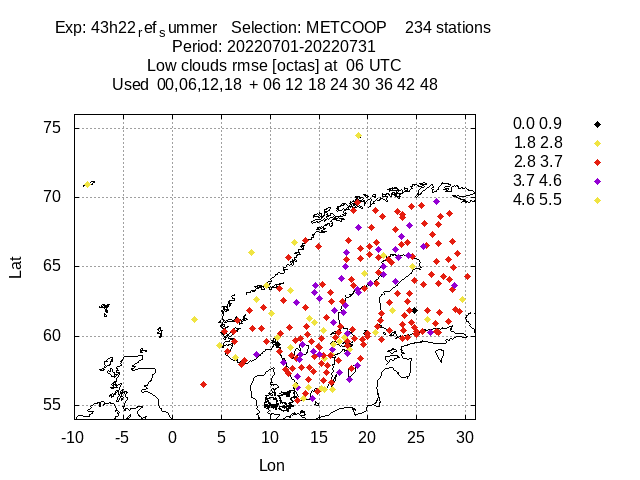 Exp: 43h22refsummer   Selection: METCOOP    234 stations
Period: 20220701-20220731
Low clouds rmse [octas] at  06 UTC
Used  00,06,12,18  + 06 12 18 24 30 36 42 48
0.0 0.9
1.8 2.8
2.8 3.7
3.7 4.6
4.6 5.5
75
70
65
60
55
Lat
-10 -5 0 5 10 15 20 25 30
Lon